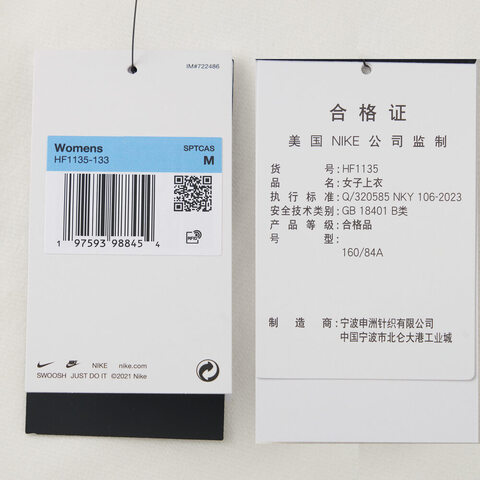 IM#722486
Womens SPTCAS
HF1135-133 M
1 97593 98845 4
RFID
NIKE nike.com
SWOOSH JUST DO IT ©2021 Nike
合格证
美国 NIKE 公司监制
货号:HF1135
品名:女子上衣
执行标准:Q/320585 NKY 106-2023
安全技术类别:GB 18401 B类
产品等级:合格品
号型:
160/84A
制造商:宁波申洲针织有限公司
中国宁波市北仑大港工业城